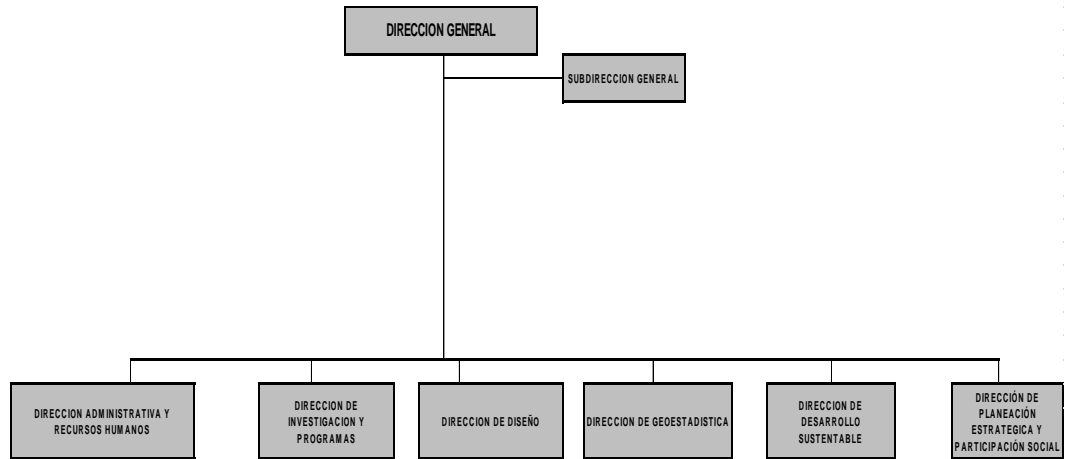 DIRECCION GENERAL
SUBDIRECCION GENERAL
DIRECCION ADMINISTRATIVA Y
RECURSOS HUMANOS
DIRECCION DE
INVESTIGACION Y
PROGRAMAS
DIRECCION DE DISEÑO
DIRECCION DE GEOESTADISTICA
DIRECCION DE
DESARROLLO
SUSTENTABLE
DIRECCIÓN DE
PLANEACIÓN
ESTRATEGICA Y
PARTICIPACIÓN SOCIAL